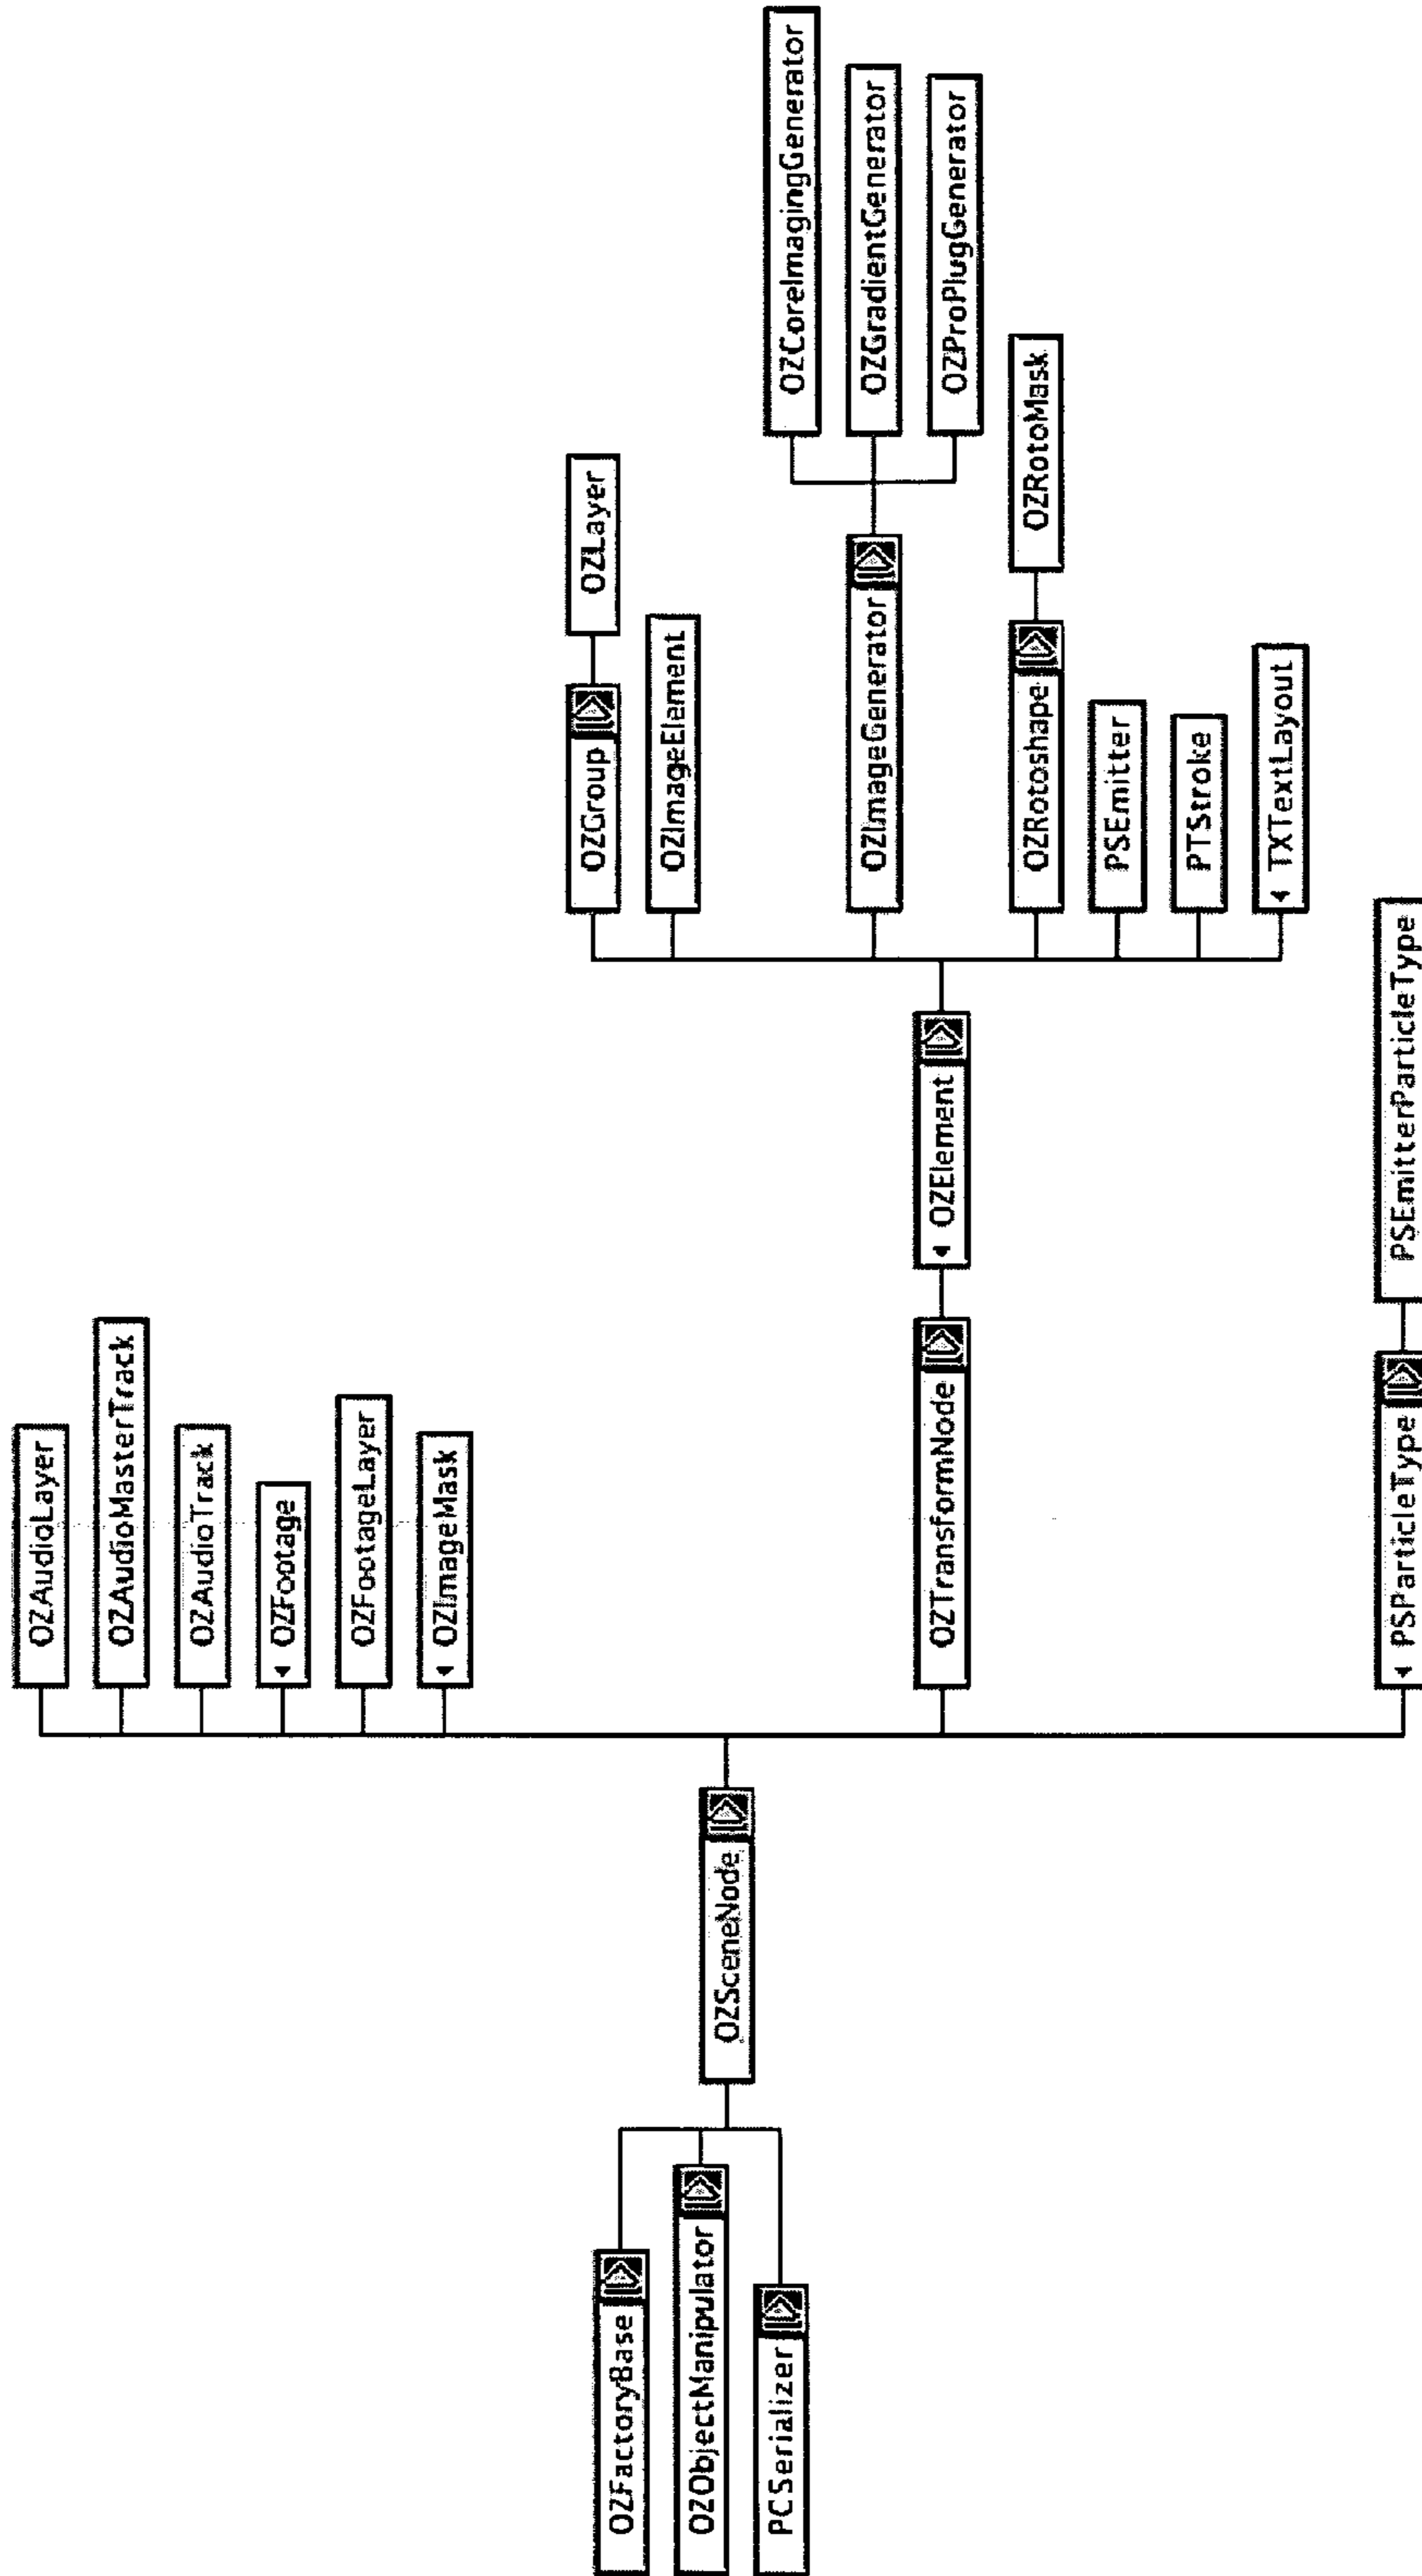 OZFactoryBase
OZObjectManipulator
PCSerializer
OZSceneNode
OZAudioLayer
OZAudioMasterTrack
OZAudioTrack
OZFootage
OZFootageLayer
OZImageMask
OZTransformNode
PSParticleType
OZElement
PSEmitterParticleType
OZGroup
OZImageElement
OZImageGenerator
OZRotoshape
PSEmitter
PTStroke
TXTextLayout
OZLayer
OZCoreImagingGenerator
OZGradientGenerator
OZProPlugGenerator
OZRotoMask